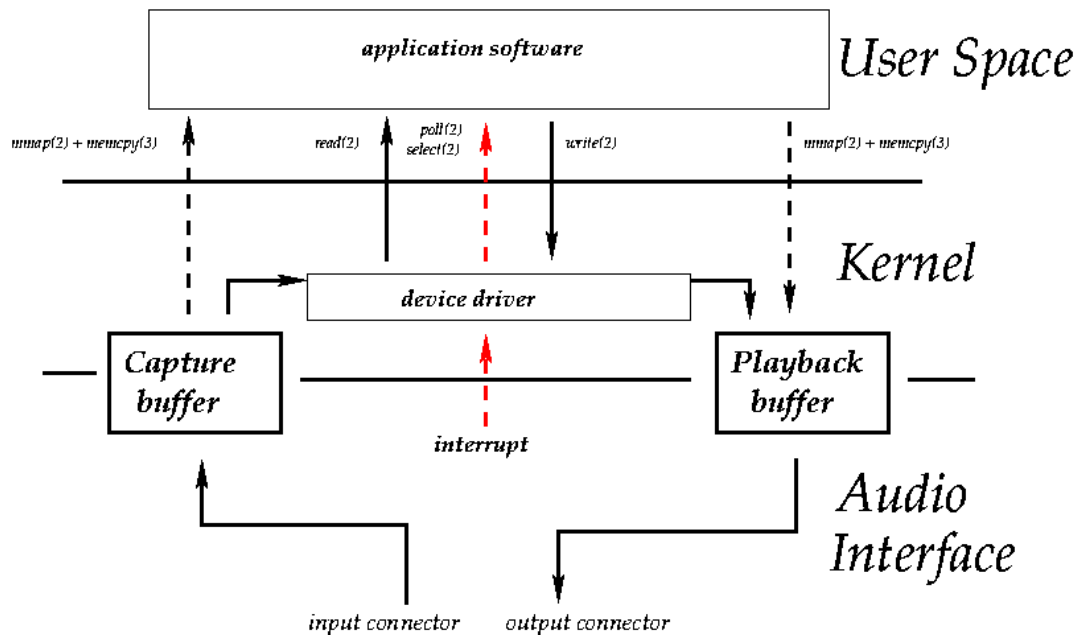 application software
User Space
mmap(2) + memcpy(3)
read(2)
poll(2)
select(2)
write(2)
mmap(2) + memcpy(3)
Kernel
device driver
Capture
buffer
Playback
buffer
interrupt
Audio
Interface
input connector
output connector